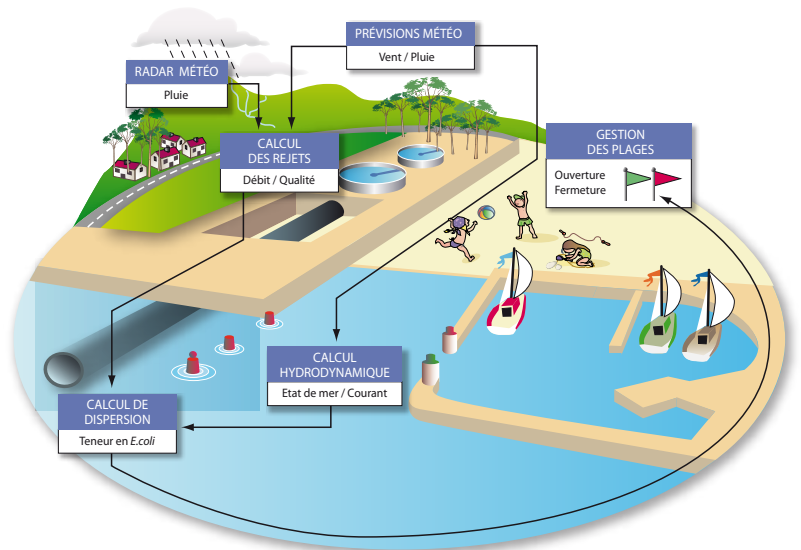 PRÉVISIONS MÉTÉO
Vent / Pluie
RADAR MÉTÉO
Pluie
CALCUL
DES REJETS
Débit / Qualité
GESTION
DES PLAGES
Ouverture
Fermeture
CALCUL
HYDRODYNAMIQUE
Etat de mer / Courant
CALCUL DE
DISPERSION
Teneur en E.coli